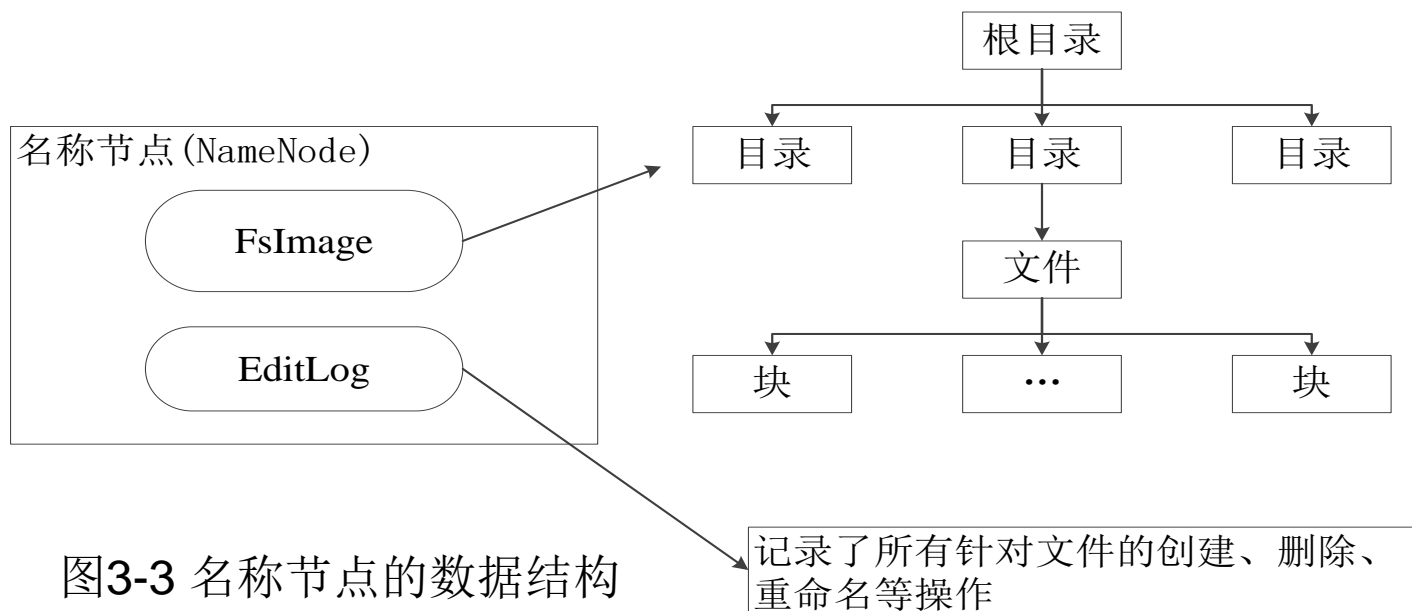 根目录
名称节点(NameNode)
目录
目录
目录
FsImage
文件
EditLog
块
…
块
记录了所有针对文件的创建、删除、
重命名等操作
图3-3 名称节点的数据结构